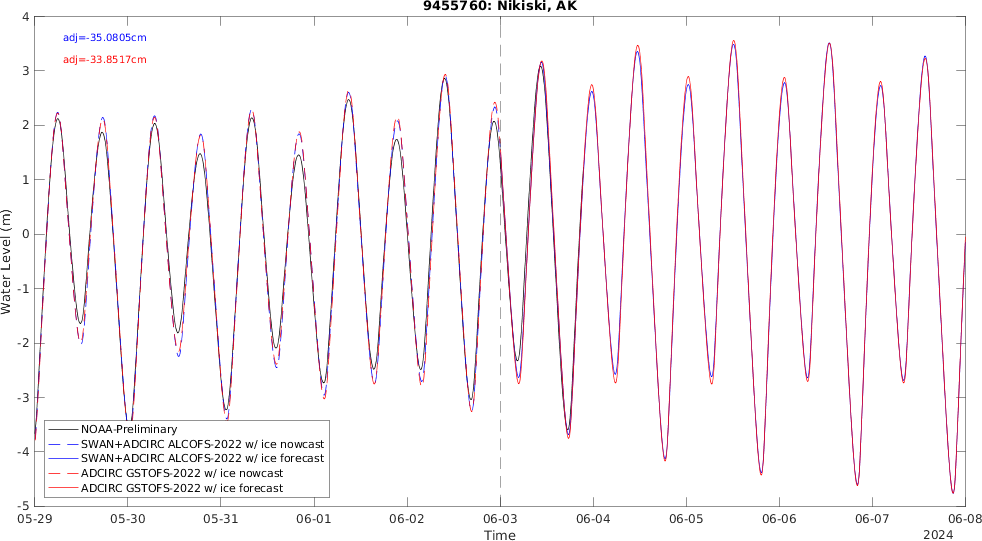 9455760: Nikiski, AK
adj=-35.0805cm
adj=-33.8517cm
Water Level (m)
4
3
2
1
0
-1
-2
-3
-4
-5
NOAA-Preliminary
SWAN+ADCIRC ALCOFS-2022 w/ ice nowcast
SWAN+ADCIRC ALCOFS-2022 w/ ice forecast
ADCIRC GSTOFS-2022 w/ ice nowcast
ADCIRC GSTOFS-2022 w/ ice forecast
05-29 05-30 05-31 06-01 06-02 06-03 06-04 06-05 06-06 06-07 06-08
Time
2024